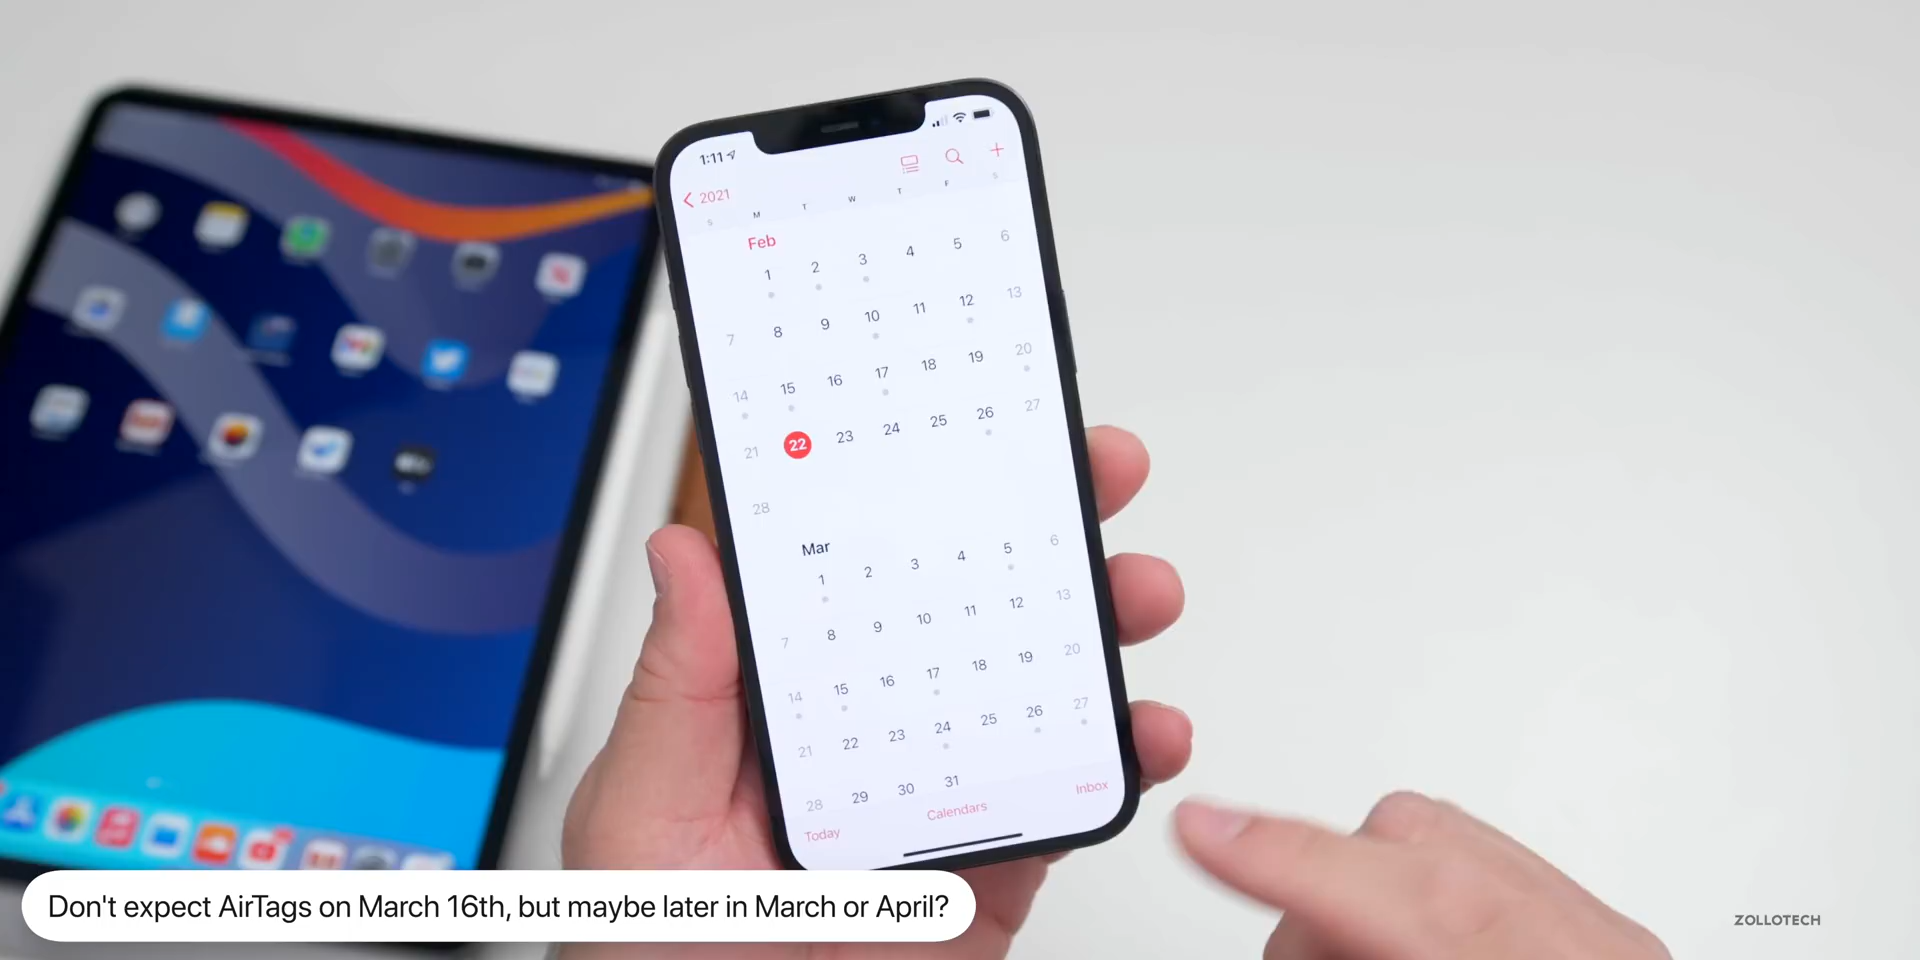 1:11
2021
S M T W T F S
Feb
1 2 3 4 5 6
7 8 9 10 11 12 13
14 15 16 17 18 19 20
21 22 23 24 25 26 27
28
Mar
1 2 3 4 5 6
7 8 9 10 11 12 13
14 15 16 17 18 19 20
21 22 23 24 25 26 27
28 29 30 31
Today Calendars Inbox
Don't expect AirTags on March 16th, but maybe later in March or April?
ZOLLOTECH